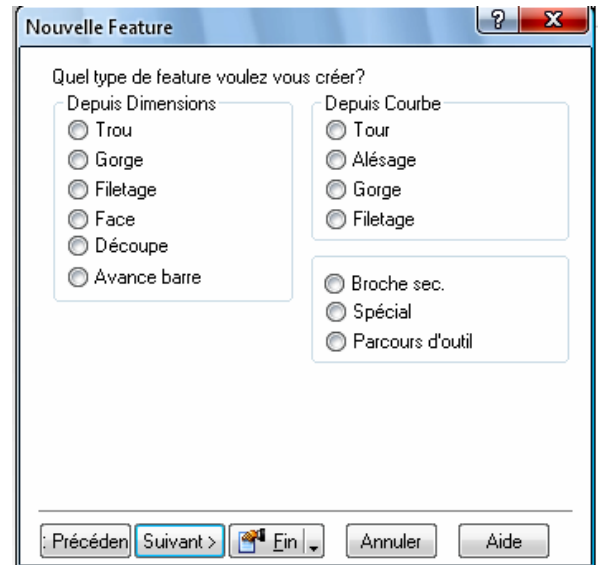 Nouvelle Feature
Quel type de feature voulez vous créer?
Depuis Dimensions
Trou
Gorge
Filetage
Face
Découpe
Avance barre
Depuis Courbe
Tour
Alésage
Gorge
Filetage
Broche sec.
Spécial
Parcours d'outil
: Précéden Suivant > Fin Annuler Aide